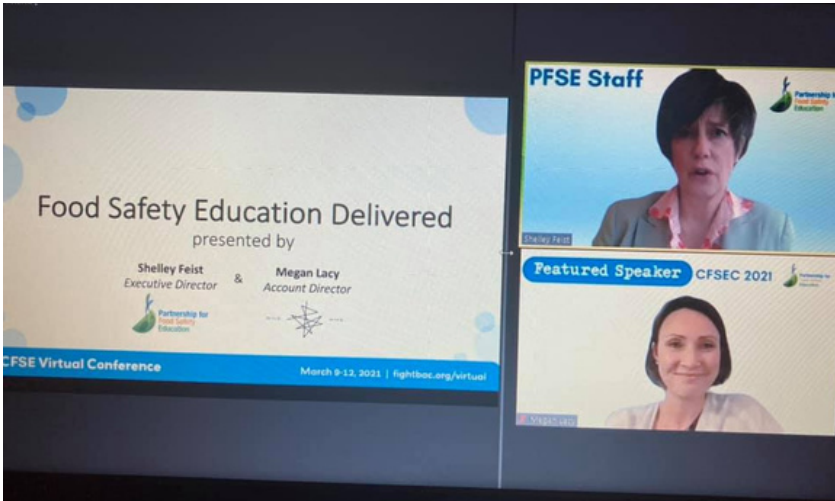 Food Safety Education Delivered
presented by
Shelley Feist
Executive Director
&
Megan Lacy
Account Director
Partnership for
Food Safety
Education
CFSE Virtual Conference
March 9-12, 2021 | fightbac.org/virtual
PFSE Staff
Partnership
Food Safety
Education
Shelley Feist
Featured Speaker
CFSEC 2021
Megan Lacy